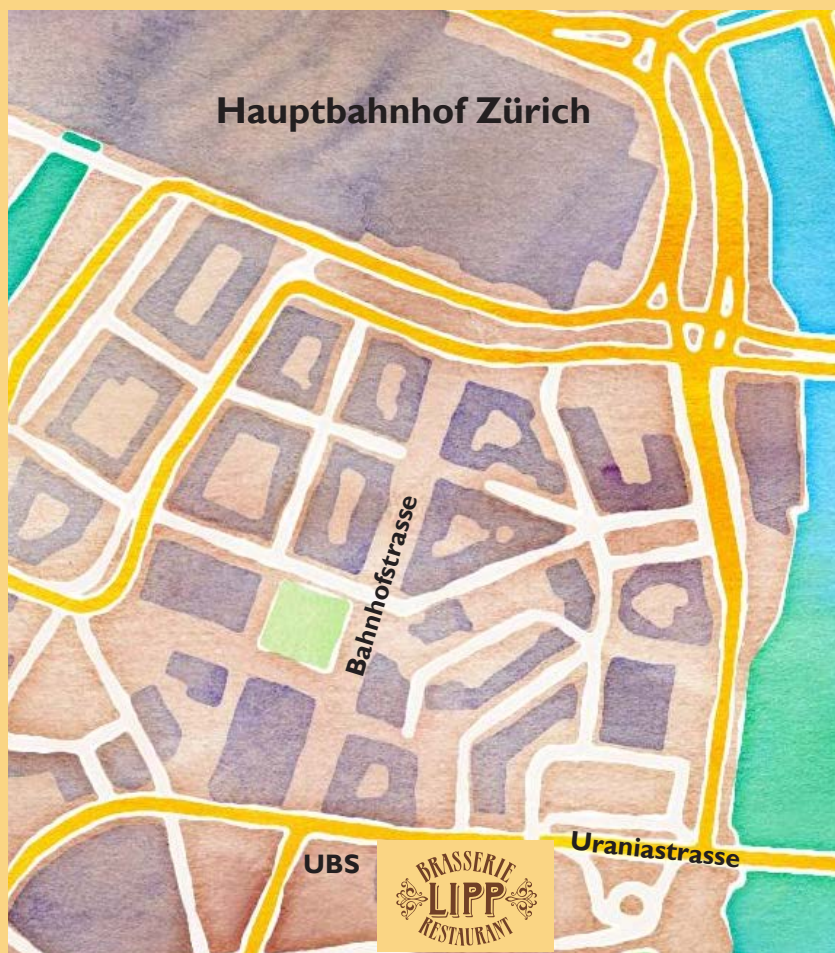 Hauptbahnhof Zürich
Bahnhofstrasse
Uraniastrasse
UBS
BRASSERIE
LIPP
RESTAURANT